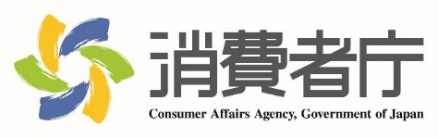 消費者庁
Consumer Affairs Agency, Government of Japan